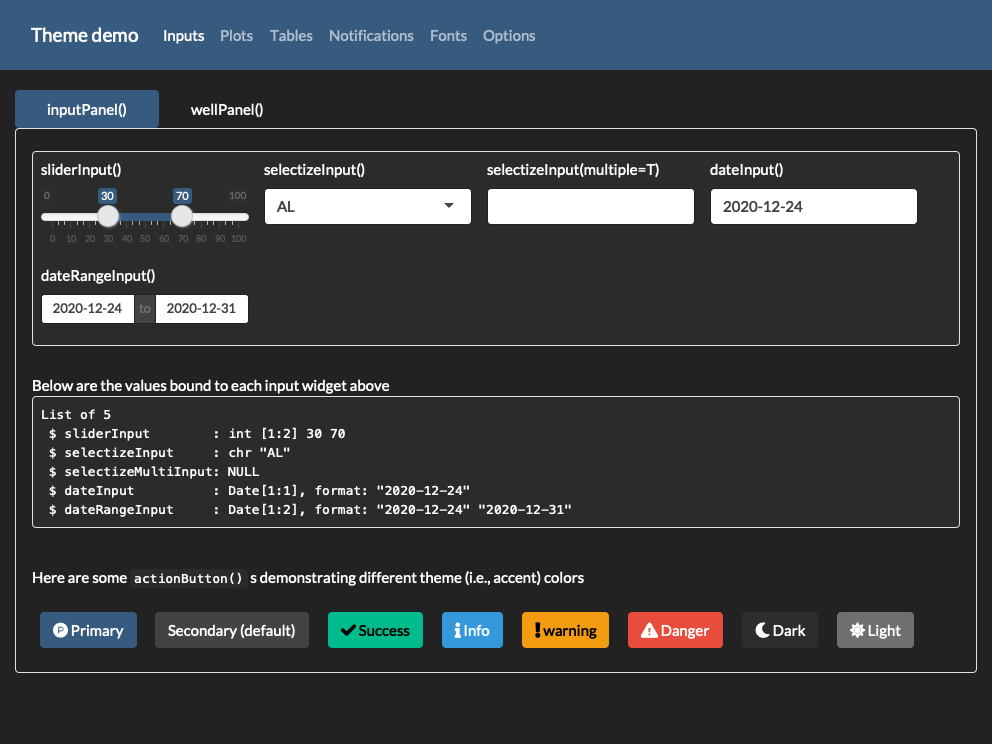 Theme demo Inputs Plots Tables Notifications Fonts Options
inputPanel() wellPanel()
sliderInput() selectizeInput() selectizeInput(multiple=T) dateInput()
0 30 70 100
AL 2020-12-24
0 10 20 30 40 50 60 70 80 90 100
dateRangeInput()
2020-12-24 to 2020-12-31
Below are the values bound to each input widget above
List of 5
 $ sliderInput        : int [1:2] 30 70
 $ selectizeInput     : chr "AL"
 $ selectizeMultiInput: NULL
 $ dateInput          : Date[1:1], format: "2020-12-24"
 $ dateRangeInput     : Date[1:2], format: "2020-12-24" "2020-12-31"
Here are some actionButton() s demonstrating different theme (i.e., accent) colors
Primary Secondary (default) Success Info warning Danger Dark Light